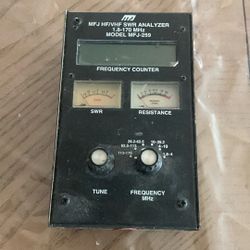 MFJ
MFJ HF/VHF SWR ANALYZER
1.8-170 MHz
MODEL MFJ-259
FREQUENCY COUNTER
SWR
RESISTANCE
TUNE
FREQUENCY
MHz